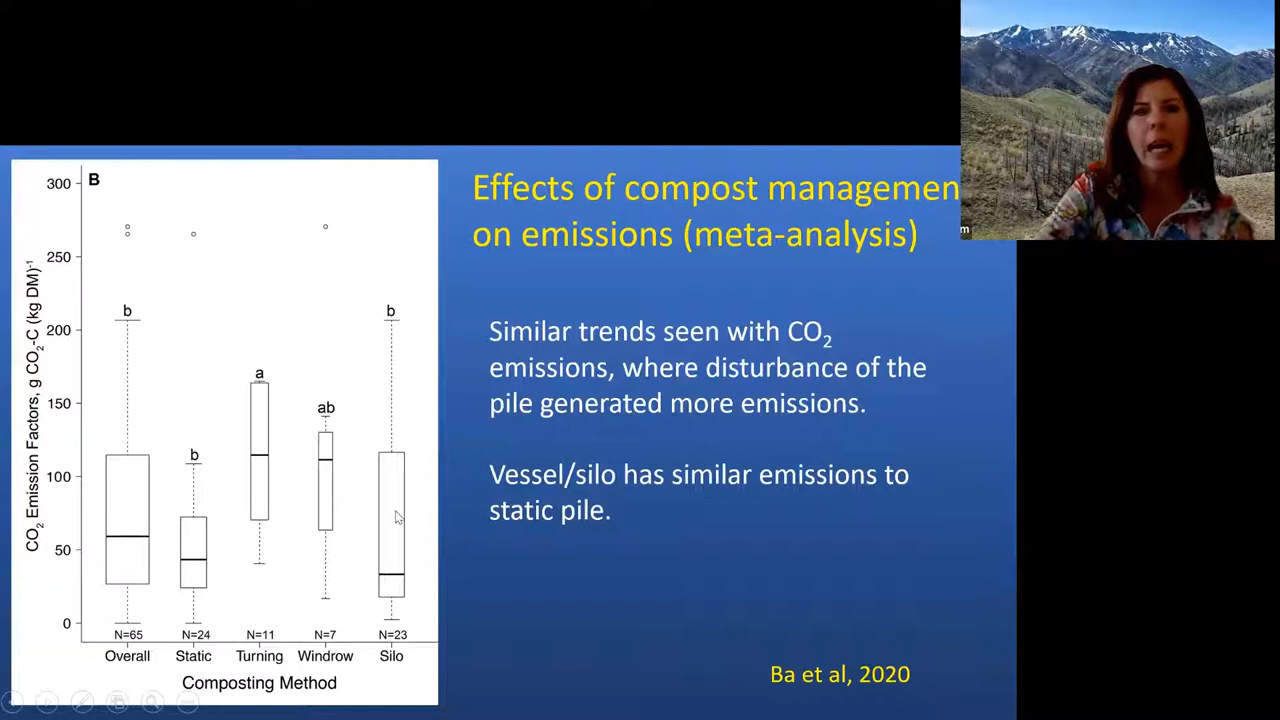 Effects of compost managemen
on emissions (meta-analysis)
m
Similar trends seen with CO2
emissions, where disturbance of the
pile generated more emissions.
Vessel/silo has similar emissions to
static pile.
Ba et al, 2020
B
CO2 Emission Factors, g CO2-C (kg DM)-1
300
250
200
150
100
50
0
b
b
a
ab
b
N=65 N=24 N=11 N=7 N=23
Overall Static Turning Windrow Silo
Composting Method